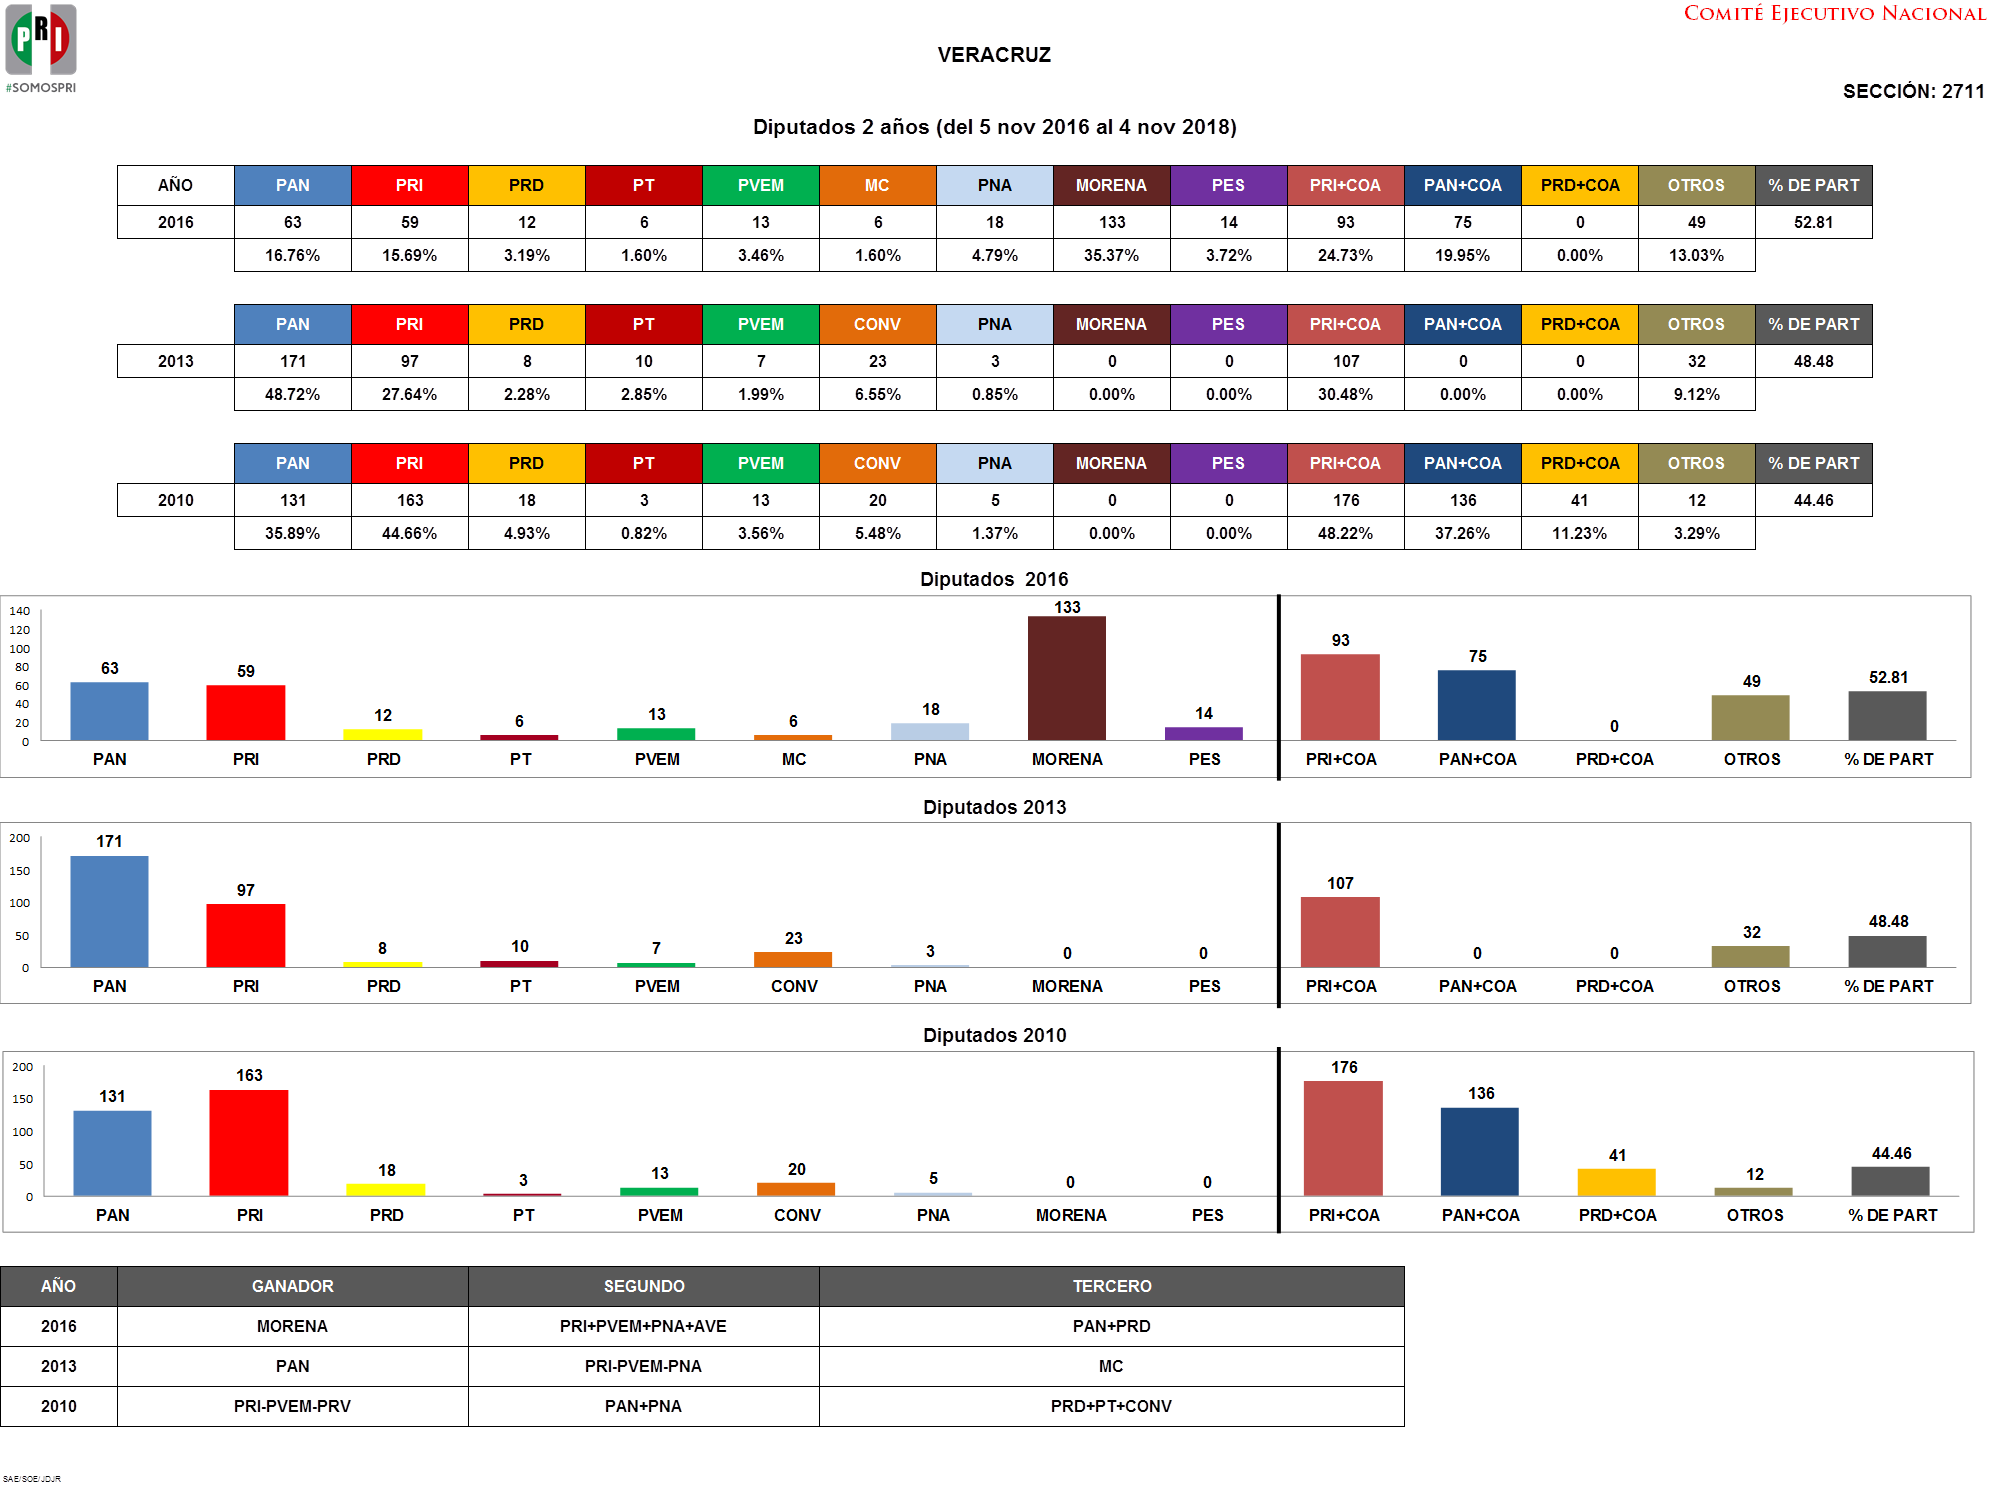 PRI
#SOMOSPRI
COMITÉ EJECUTIVO NACIONAL
VERACRUZ
SECCIÓN: 2711
Diputados 2 años (del 5 nov 2016 al 4 nov 2018)
AÑO PAN PRI PRD PT PVEM MC PNA MORENA PES PRI+COA PAN+COA PRD+COA OTROS % DE PART
2016 63 59 12 6 13 6 18 133 14 93 75 0 49 52.81
16.76% 15.69% 3.19% 1.60% 3.46% 1.60% 4.79% 35.37% 3.72% 24.73% 19.95% 0.00% 13.03%
PAN PRI PRD PT PVEM CONV PNA MORENA PES PRI+COA PAN+COA PRD+COA OTROS % DE PART
2013 171 97 8 10 7 23 3 0 0 107 0 0 32 48.48
48.72% 27.64% 2.28% 2.85% 1.99% 6.55% 0.85% 0.00% 0.00% 30.48% 0.00% 0.00% 9.12%
PAN PRI PRD PT PVEM CONV PNA MORENA PES PRI+COA PAN+COA PRD+COA OTROS % DE PART
2010 131 163 18 3 13 20 5 0 0 176 136 41 12 44.46
35.89% 44.66% 4.93% 0.82% 3.56% 5.48% 1.37% 0.00% 0.00% 48.22% 37.26% 11.23% 3.29%
Diputados 2016
140
120
100
80
60
40
20
0
63 59 12 6 13 6 18 133 14 93 75 0 49 52.81
PAN PRI PRD PT PVEM MC PNA MORENA PES PRI+COA PAN+COA PRD+COA OTROS % DE PART
Diputados 2013
200
150
100
50
0
171 97 8 10 7 23 3 0 0 107 0 0 32 48.48
PAN PRI PRD PT PVEM CONV PNA MORENA PES PRI+COA PAN+COA PRD+COA OTROS % DE PART
Diputados 2010
200
150
100
50
0
131 163 18 3 13 20 5 0 0 176 136 41 12 44.46
PAN PRI PRD PT PVEM CONV PNA MORENA PES PRI+COA PAN+COA PRD+COA OTROS % DE PART
AÑO GANADOR SEGUNDO TERCERO
2016 MORENA PRI+PVEM+PNA+AVE PAN+PRD
2013 PAN PRI-PVEM-PNA MC
2010 PRI-PVEM-PRV PAN+PNA PRD+PT+CONV
SAE/SOE/JDJR